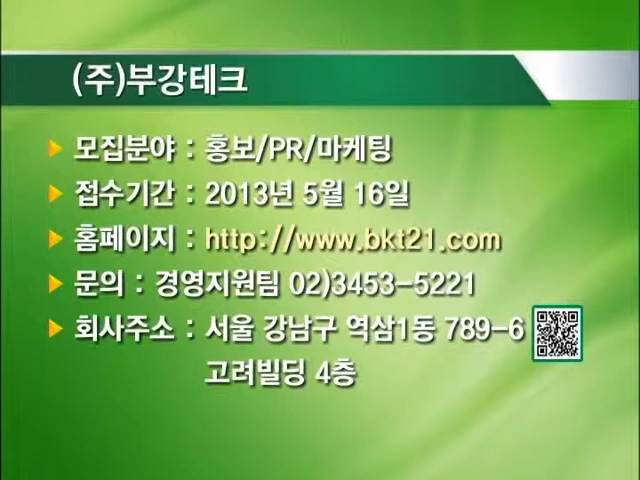 (주)부강테크
모집분야 : 홍보/PR/마케팅
접수기간 : 2013년 5월 16일
홈페이지 : http://www.bkt21.com
문의 : 경영지원팀 02)3453-5221
회사주소 : 서울 강남구 역삼1동 789-6
고려빌딩 4층